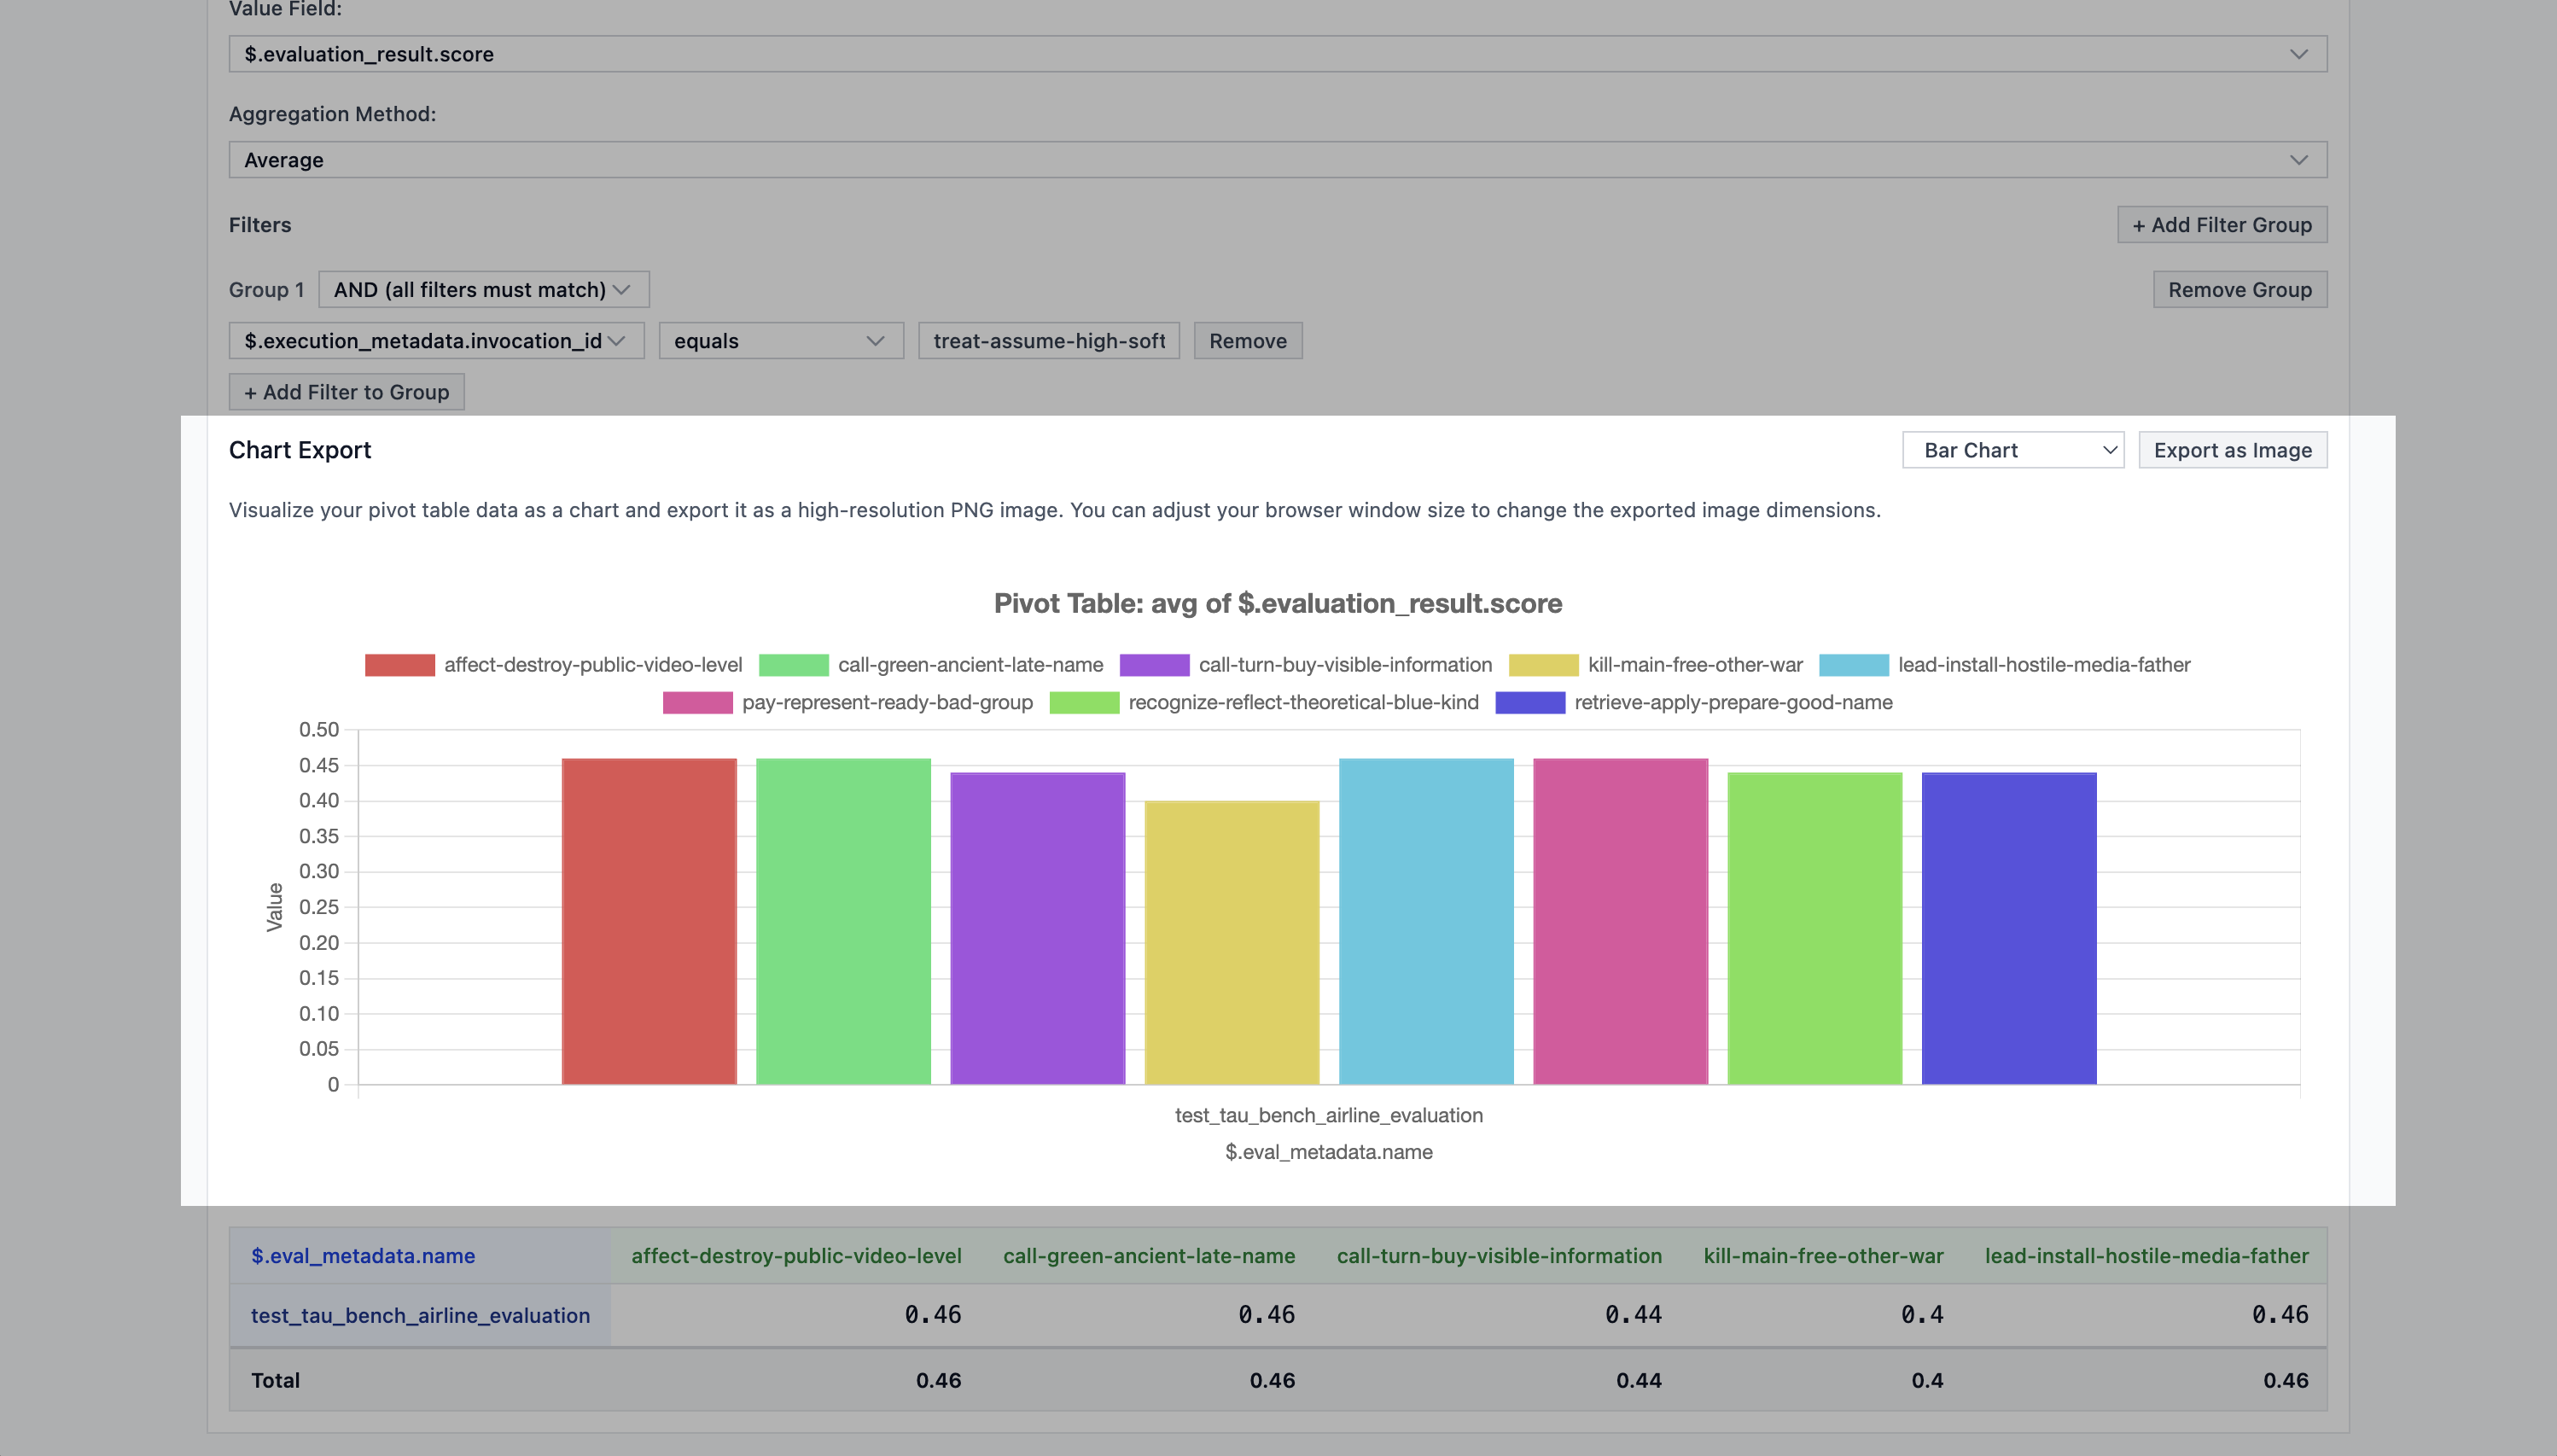 Value Field:
$.evaluation_result.score
Aggregation Method:
Average
Filters
+ Add Filter Group
Group 1 AND (all filters must match)
Remove Group
$.execution_metadata.invocation_id equals treat-assume-high-soft Remove
+ Add Filter to Group
Chart Export
Bar Chart Export as Image
Visualize your pivot table data as a chart and export it as a high-resolution PNG image. You can adjust your browser window size to change the exported image dimensions.
Pivot Table: avg of $.evaluation_result.score
affect-destroy-public-video-level call-green-ancient-late-name call-turn-buy-visible-information kill-main-free-other-war lead-install-hostile-media-father
pay-represent-ready-bad-group recognize-reflect-theoretical-blue-kind retrieve-apply-prepare-good-name
0.50
0.45
0.40
0.35
0.30
0.25
0.20
0.15
0.10
0.05
0
Value
test_tau_bench_airline_evaluation
$.eval_metadata.name
$.eval_metadata.name affect-destroy-public-video-level call-green-ancient-late-name call-turn-buy-visible-information kill-main-free-other-war lead-install-hostile-media-father
test_tau_bench_airline_evaluation 0.46 0.46 0.44 0.4 0.46
Total 0.46 0.46 0.44 0.4 0.46